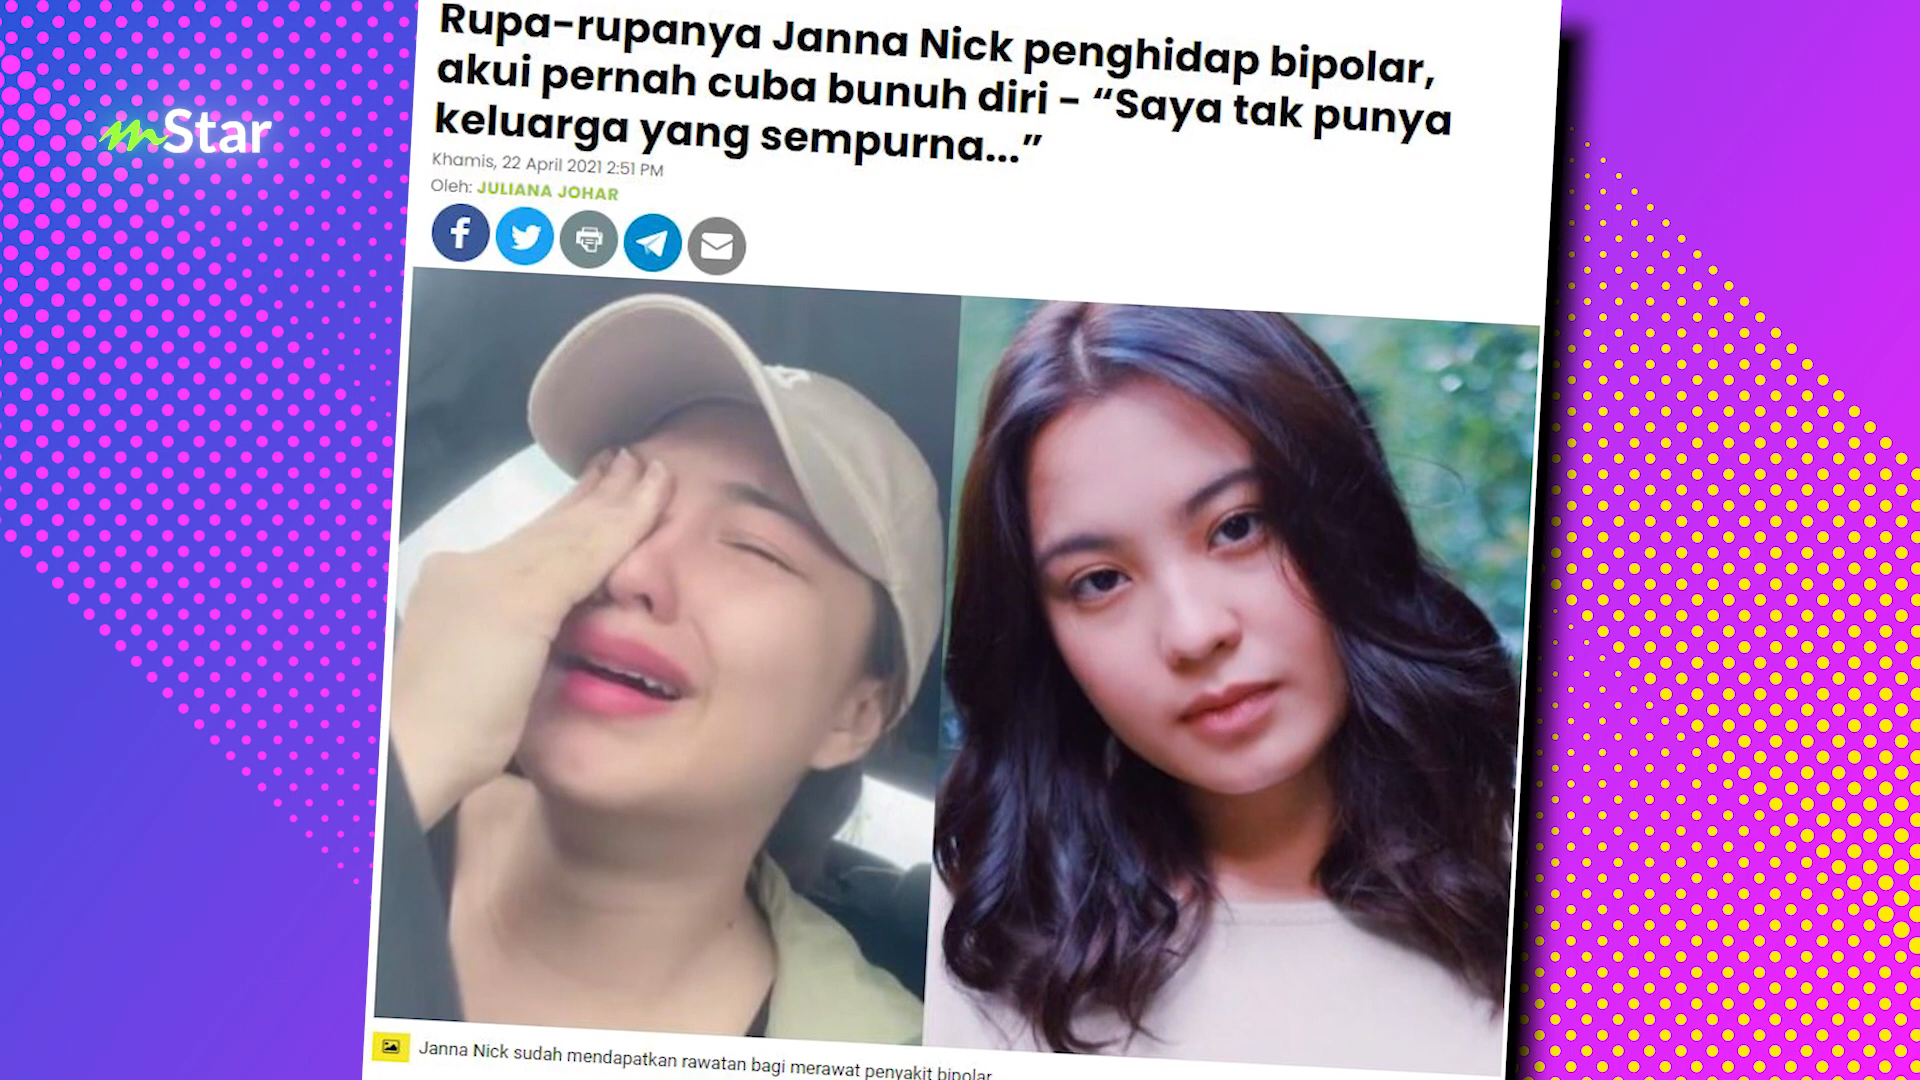 Rupa-rupanya Janna Nick penghidap bipolar,
akui pernah cuba bunuh diri - “Saya tak punya
keluarga yang sempurna...”
mStar
Khamis, 22 April 2021 2:51 PM
Oleh: JULIANA JOHAR
Janna Nick sudah mendapatkan rawatan bagi merawat penyakit bipolar